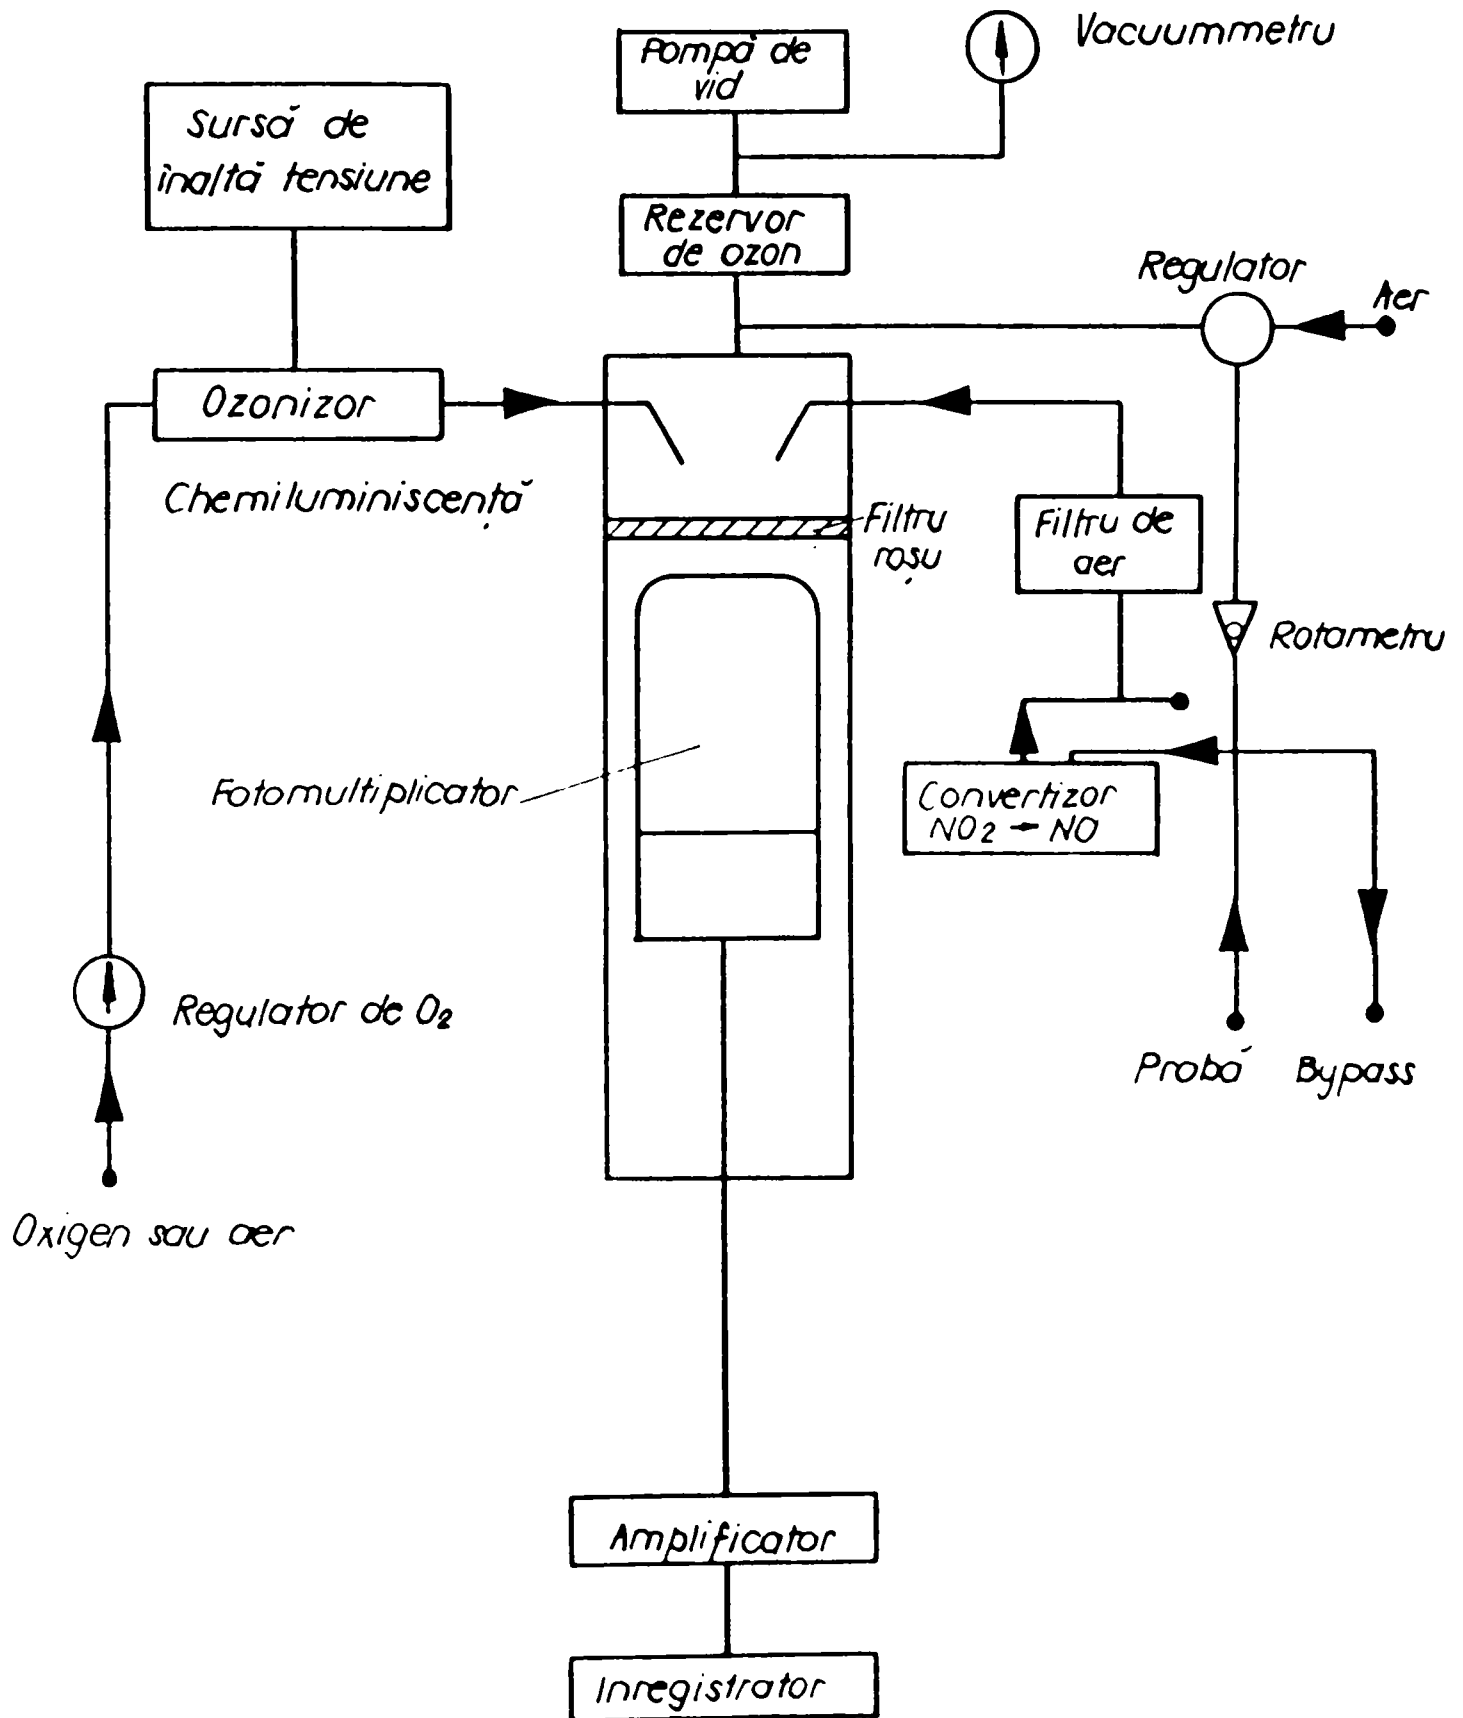 Vacuummetru
Pompă de
vid
Sursă de
înaltă tensiune
Rezervor
de ozon
Regulator
Aer
Ozonizor
Chemiluminiscență
Filtru
roșu
Filtru de
aer
Rotametru
Fotomultiplicator
Convertizor
NO₂ → NO
Regulator de O₂
Probă
Bypass
Oxigen sau aer
Amplificator
Inregistrator